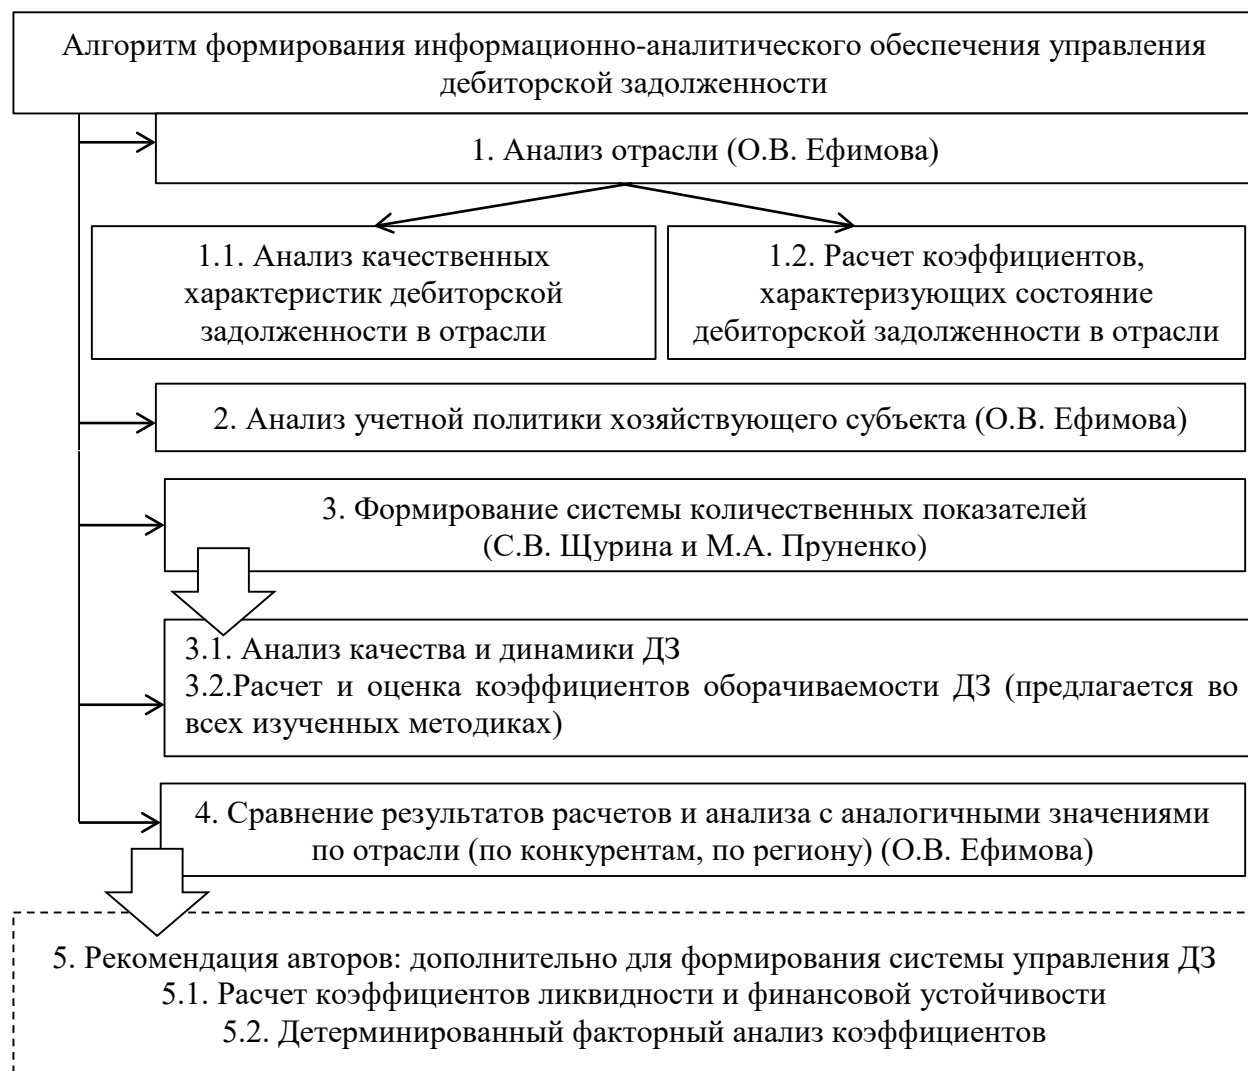 Алгоритм формирования информационно-аналитического обеспечения управления
дебиторской задолженности
1. Анализ отрасли (О.В. Ефимова)
1.1. Анализ качественных
характеристик дебиторской
задолженности в отрасли
1.2. Расчет коэффициентов,
характеризующих состояние
дебиторской задолженности в отрасли
2. Анализ учетной политики хозяйствующего субъекта (О.В. Ефимова)
3. Формирование системы количественных показателей
(С.В. Щурина и М.А. Пруненко)
3.1. Анализ качества и динамики ДЗ
3.2.Расчет и оценка коэффициентов оборачиваемости ДЗ (предлагается во
всех изученных методиках)
4. Сравнение результатов расчетов и анализа с аналогичными значениями
по отрасли (по конкурентам, по региону) (О.В. Ефимова)
5. Рекомендация авторов: дополнительно для формирования системы управления ДЗ
5.1. Расчет коэффициентов ликвидности и финансовой устойчивости
5.2. Детерминированный факторный анализ коэффициентов